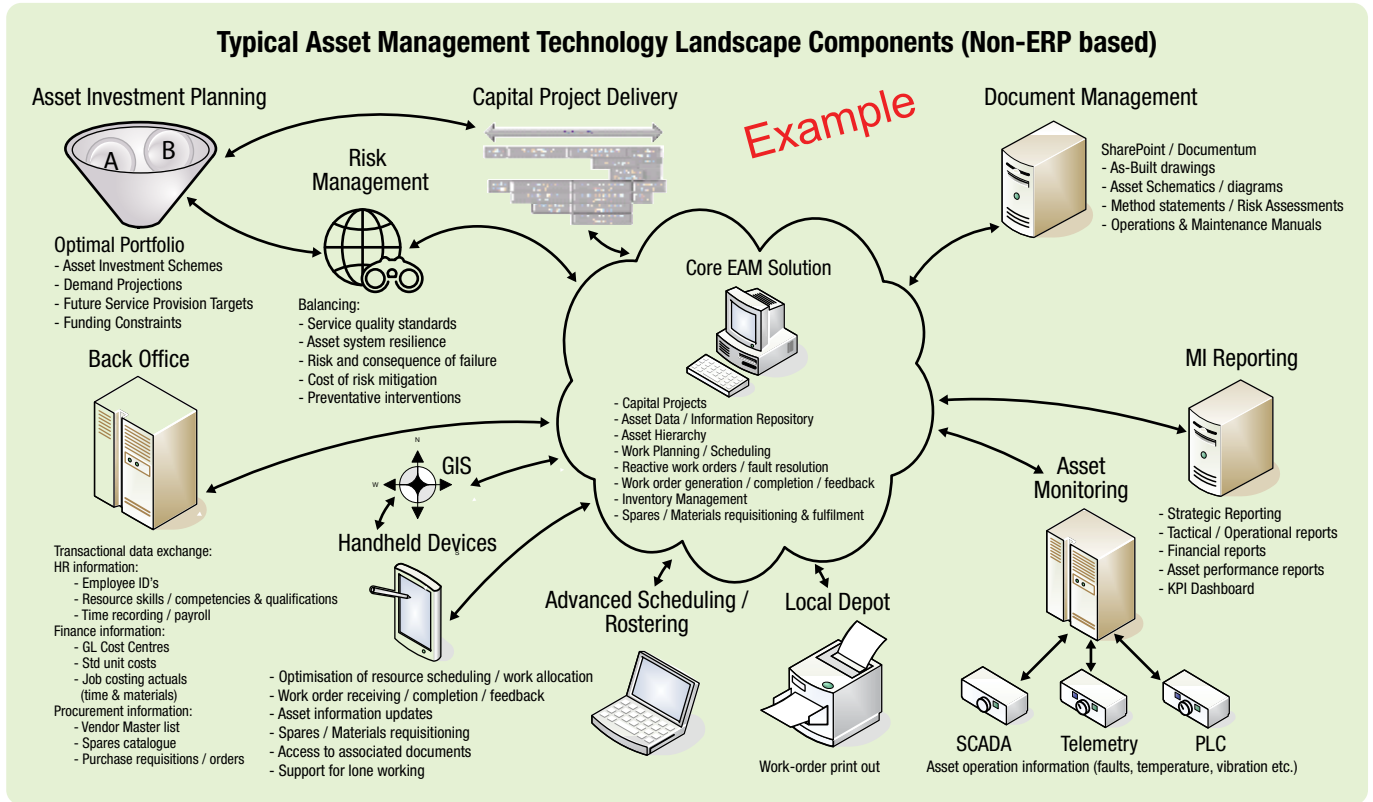 Typical Asset Management Technology Landscape Components (Non-ERP based)
Example
Asset Investment Planning
A
B
Optimal Portfolio
- Asset Investment Schemes
- Demand Projections
- Future Service Provision Targets
- Funding Constraints
Capital Project Delivery
Risk
Management
Balancing:
- Service quality standards
- Asset system resilience
- Risk and consequence of failure
- Cost of risk mitigation
- Preventative interventions
Document Management
SharePoint / Documentum
- As-Built drawings
- Asset Schematics / diagrams
- Method statements / Risk Assessments
- Operations & Maintenance Manuals
Core EAM Solution
- Capital Projects
- Asset Data / Information Repository
- Asset Hierarchy
- Work Planning / Scheduling
- Reactive work orders / fault resolution
- Work order generation / completion / feedback
- Inventory Management
- Spares / Materials requisitioning & fulfilment
Back Office
Transactional data exchange:
HR information:
- Employee ID's
- Resource skills / competencies & qualifications
- Time recording / payroll
Finance information:
- GL Cost Centres
- Std unit costs
- Job costing actuals
(time & materials)
Procurement information:
- Vendor Master list
- Spares catalogue
- Purchase requisitions / orders
N
W
GIS
S
Handheld Devices
- Optimisation of resource scheduling / work allocation
- Work order receiving / completion / feedback
- Asset information updates
- Spares / Materials requisitioning
- Access to associated documents
- Support for lone working
Advanced Scheduling /
Rostering
Local Depot
Work-order print out
MI Reporting
- Strategic Reporting
- Tactical / Operational reports
- Financial reports
- Asset performance reports
- KPI Dashboard
Asset
Monitoring
SCADA
Telemetry
PLC
Asset operation information (faults, temperature, vibration etc.)